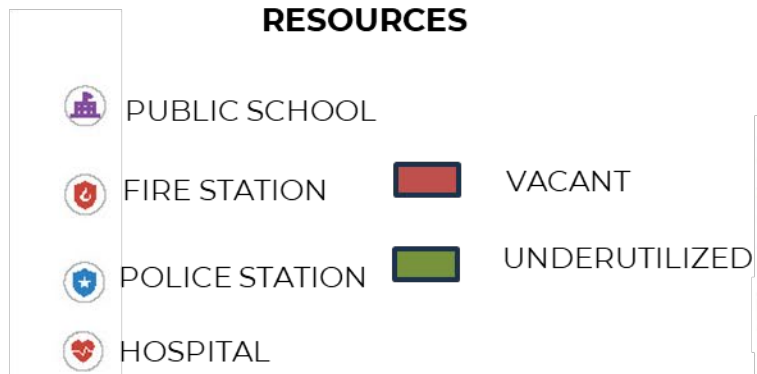 RESOURCES
PUBLIC SCHOOL
FIRE STATION
POLICE STATION
HOSPITAL
VACANT
UNDERUTILIZED